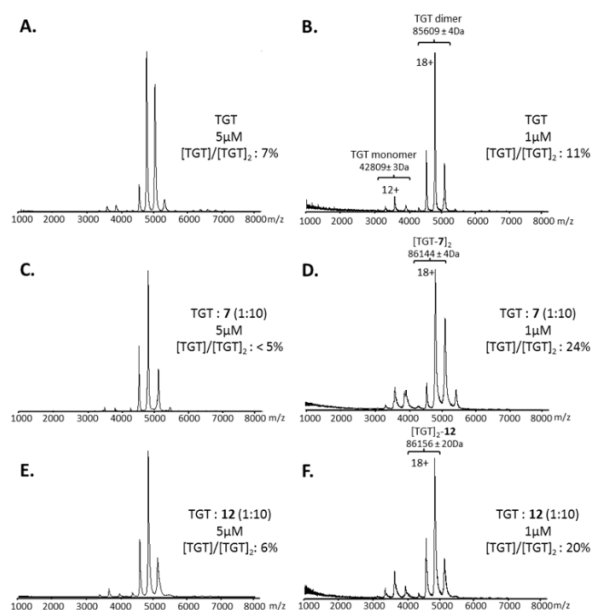 A.
TGT
5μM
[TGT]/[TGT]2 : 7%
1000 2000 3000 4000 5000 6000 7000 8000 m/z
B.
TGT dimer
85609 ± 4Da
18+
TGT monomer
42809± 3Da
12+
TGT
1μM
[TGT]/[TGT]2 : 11%
1000 2000 3000 4000 5000 6000 7000 8000 m/z
C.
TGT : 7 (1:10)
5μM
[TGT]/[TGT]2 : < 5%
1000 2000 3000 4000 5000 6000 7000 8000 m/z
D.
[TGT-7]2
86144 ± 4Da
18+
TGT : 7 (1:10)
1μM
[TGT]/[TGT]2 : 24%
1000 2000 3000 4000 5000 6000 7000 8000 m/z
E.
TGT : 12 (1:10)
5μM
[TGT]/[TGT]2: 6%
1000 2000 3000 4000 5000 6000 7000 8000 m/z
F.
[TGT]2-12
86156 ± 20Da
18+
TGT : 12 (1:10)
1μM
[TGT]/[TGT]2 : 20%
1000 2000 3000 4000 5000 6000 7000 8000 m/z